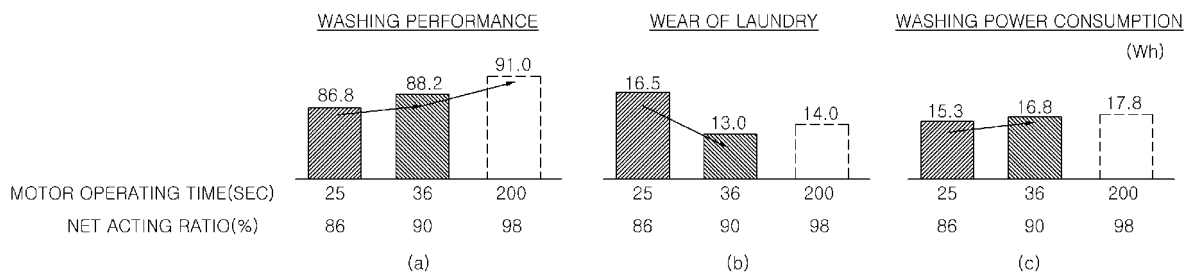 WASHING PERFORMANCE WEAR OF LAUNDRY WASHING POWER CONSUMPTION
(Wh)
86.8 88.2 91.0 16.5 13.0 14.0 15.3 16.8 17.8
MOTOR OPERATING TIME(SEC) 25 36 200 25 36 200 25 36 200
NET ACTING RATIO(%) 86 90 98 86 90 98 86 90 98
(a) (b) (c)